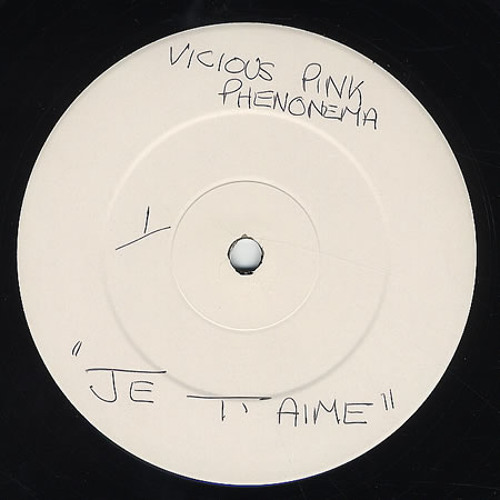 VICIOUS PINK
PHENONEMA
1
"JE T'AIME"